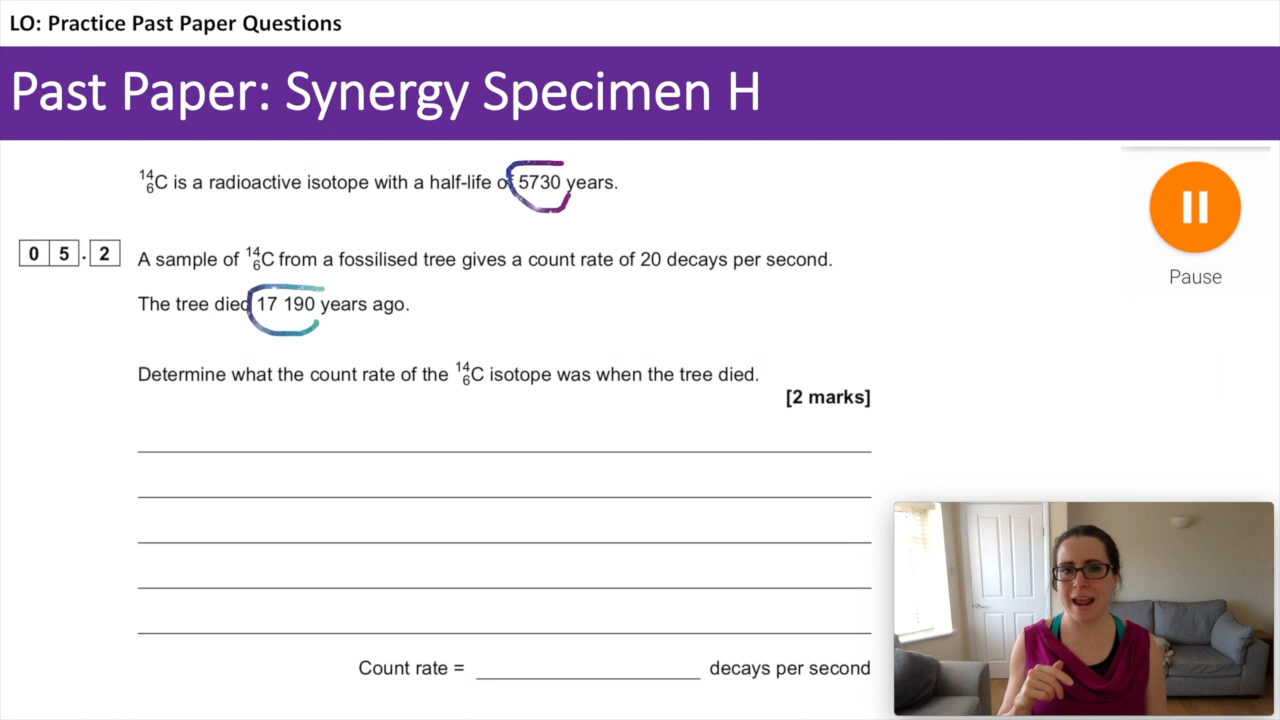 LO: Practice Past Paper Questions
Past Paper: Synergy Specimen H
¹⁴₆C is a radioactive isotope with a half-life of 5730 years.
0 5 . 2 A sample of ¹⁴₆C from a fossilised tree gives a count rate of 20 decays per second.
The tree died 17 190 years ago.
Determine what the count rate of the ¹⁴₆C isotope was when the tree died.
[2 marks]
Count rate = ____ decays per second
Pause